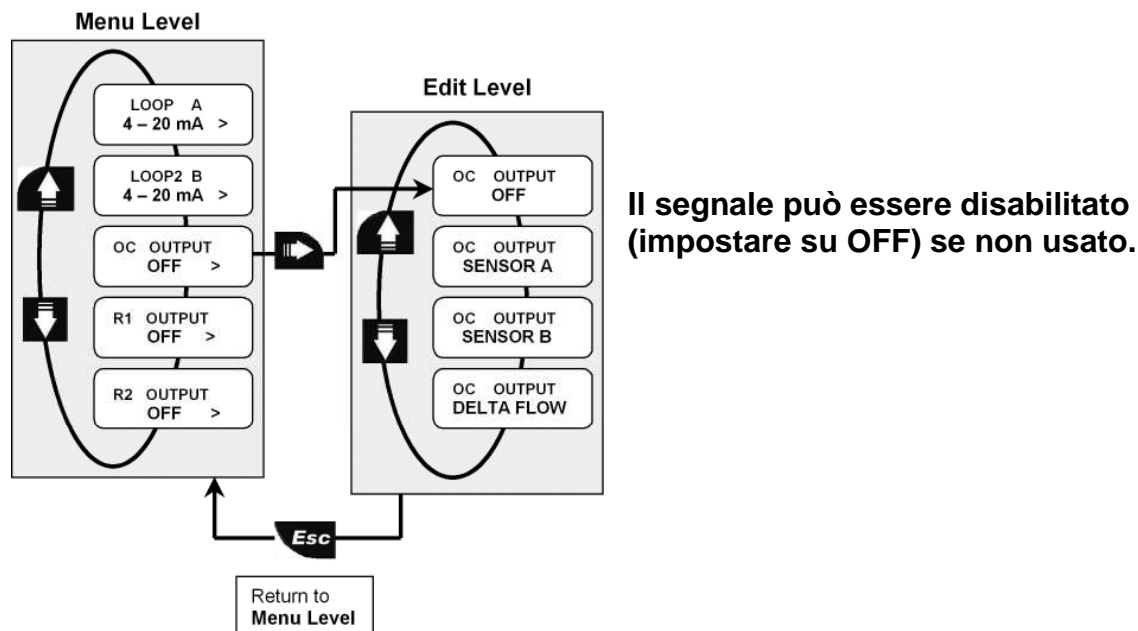 Menu Level
LOOP A
4 – 20 mA >
LOOP2 B
4 – 20 mA >
OC OUTPUT
OFF >
R1 OUTPUT
OFF >
R2 OUTPUT
OFF >
Edit Level
OC OUTPUT
OFF
OC OUTPUT
SENSOR A
OC OUTPUT
SENSOR B
OC OUTPUT
DELTA FLOW
Esc
Return to
Menu Level
Il segnale può essere disabilitato
(impostare su OFF) se non usato.